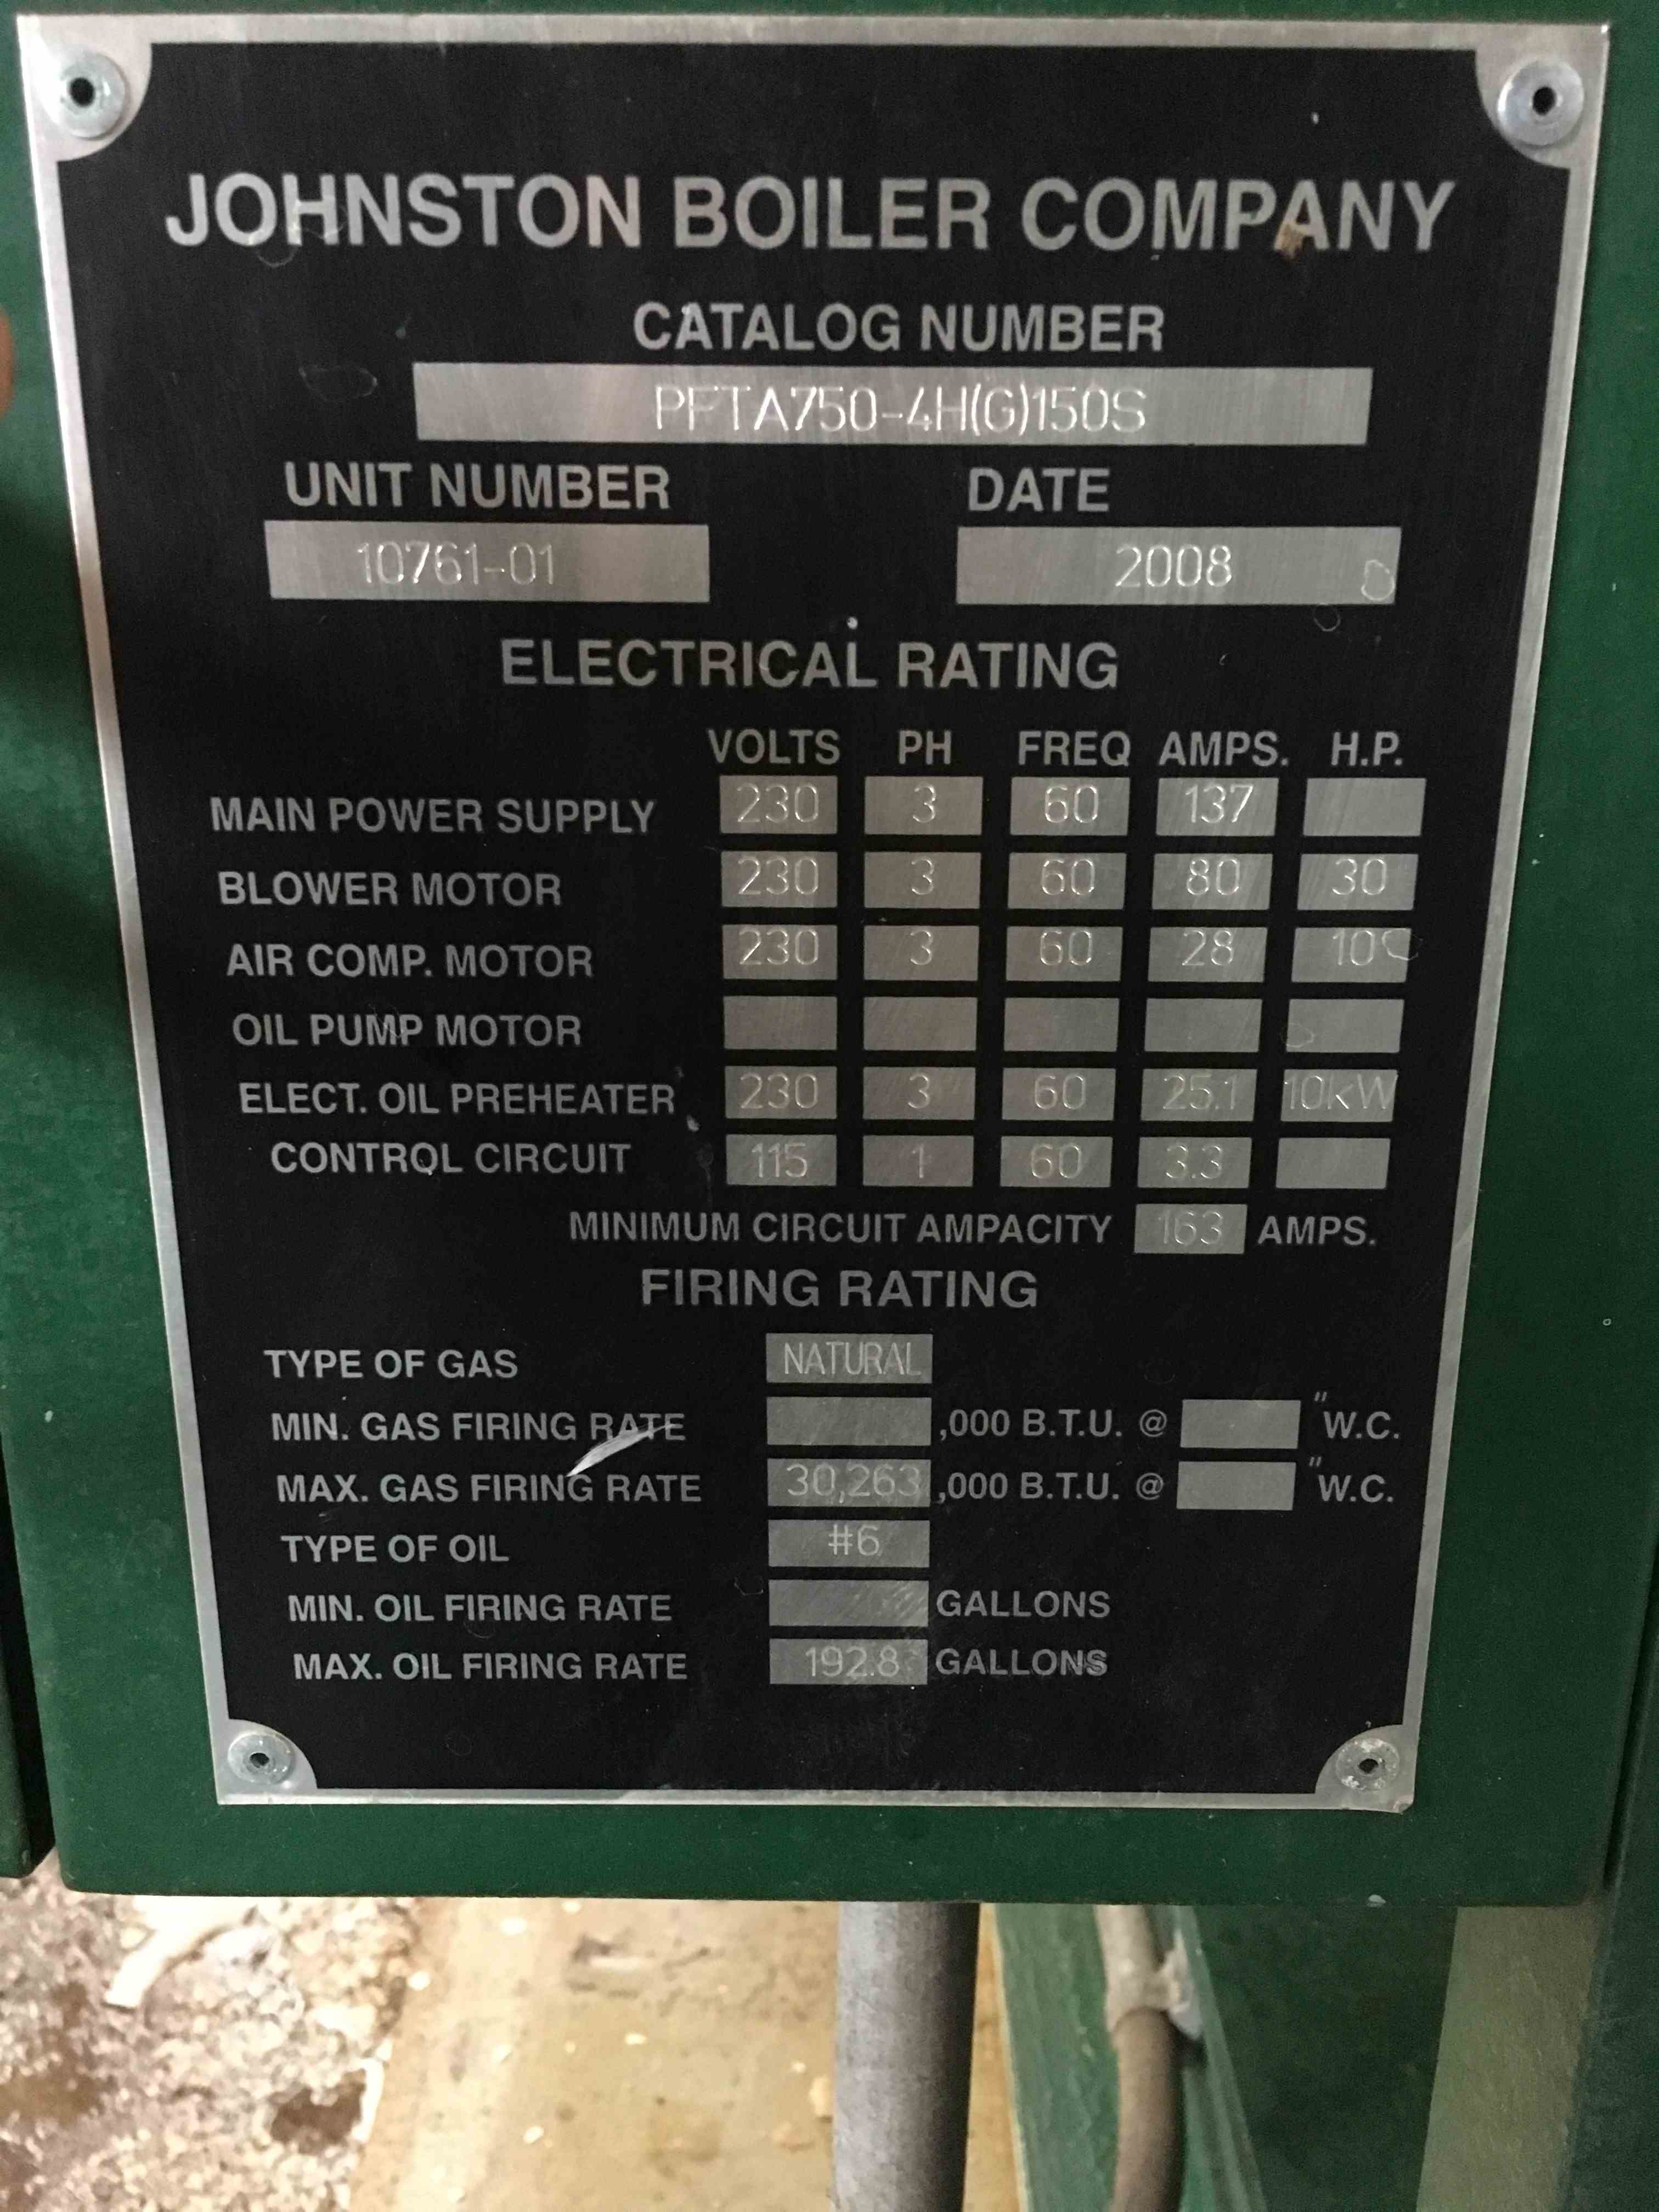 JOHNSTON BOILER COMPANY
CATALOG NUMBER
PFTA750-4H(G)150S
UNIT NUMBER DATE
10761-01 2008
ELECTRICAL RATING
VOLTS PH FREQ AMPS. H.P.
MAIN POWER SUPPLY 230 3 60 137
BLOWER MOTOR 230 3 60 80 30
AIR COMP. MOTOR 230 3 60 28 10
OIL PUMP MOTOR
ELECT. OIL PREHEATER 230 3 60 25.1 10kW
CONTROL CIRCUIT 115 1 60 3.3
MINIMUM CIRCUIT AMPACITY 163 AMPS.
FIRING RATING
TYPE OF GAS NATURAL
MIN. GAS FIRING RATE ,000 B.T.U. @ "W.C.
MAX. GAS FIRING RATE 30,263 ,000 B.T.U. @ "W.C.
TYPE OF OIL #6
MIN. OIL FIRING RATE GALLONS
MAX. OIL FIRING RATE 192.8 GALLONS